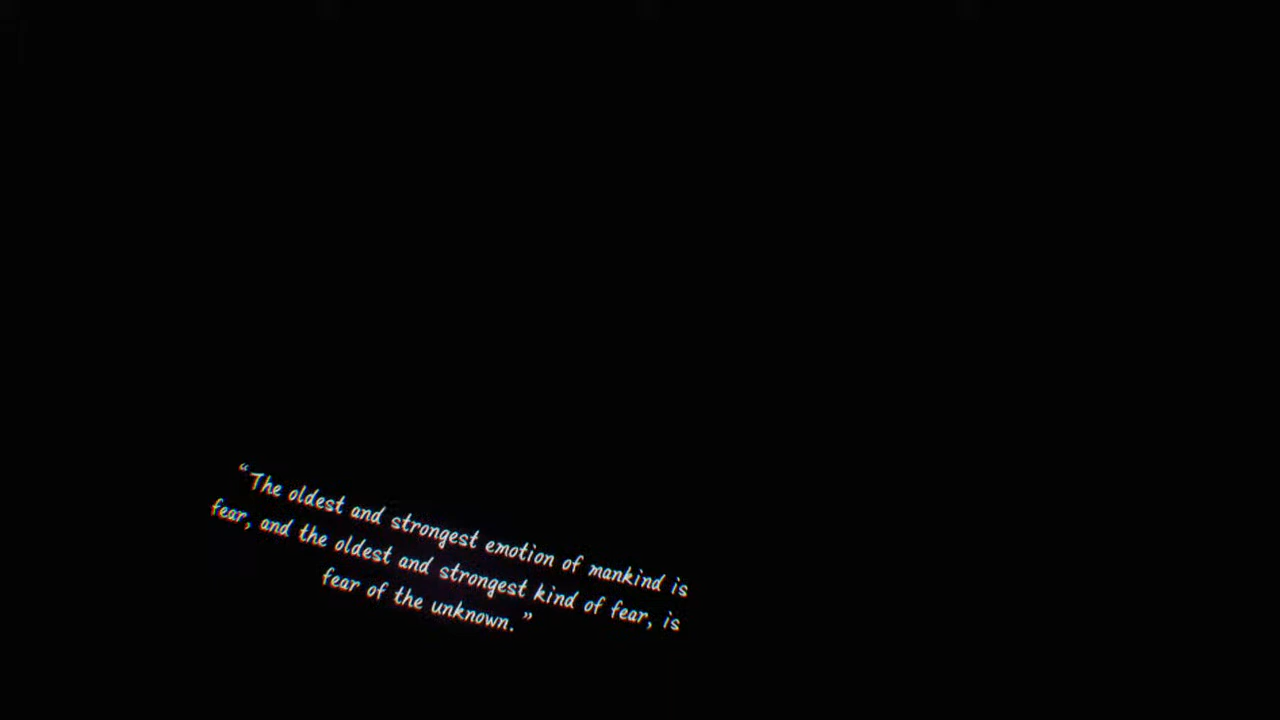 “The oldest and strongest emotion of mankind is
fear, and the oldest and strongest kind of fear, is
fear of the unknown.”